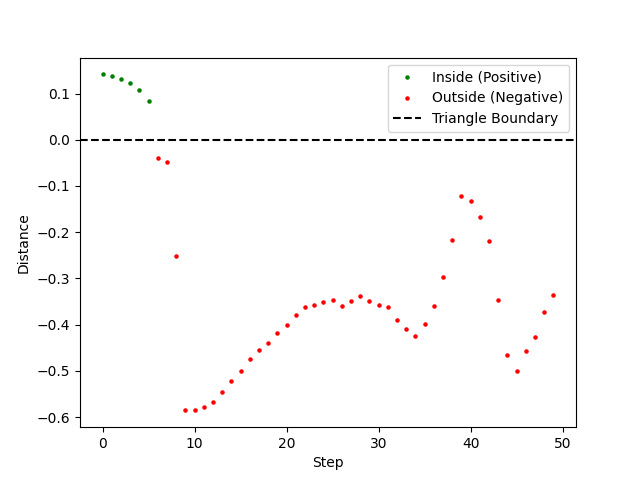 Inside (Positive)
Outside (Negative)
Triangle Boundary
0.1
0.0
−0.1
−0.2
−0.3
−0.4
−0.5
−0.6
Distance
0 10 20 30 40 50
Step